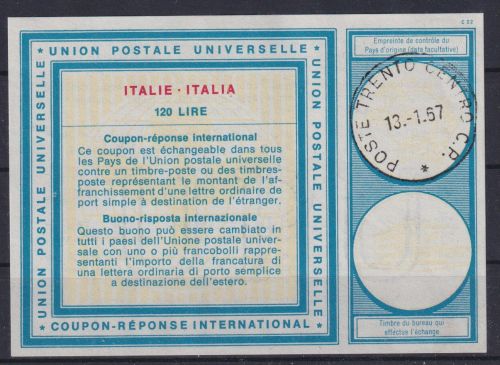 C 22
UNION POSTALE UNIVERSELLE
UNION POSTALE UNIVERSELLE
UNION POSTALE UNIVERSELLE
ITALIE · ITALIA
120 LIRE
Coupon-réponse international
Ce coupon est échangeable dans tous
les Pays de l'Union postale universelle
contre un timbre-poste ou des timbres-
poste représentant le montant de l'af-
franchissement d'une lettre ordinaire de
port simple à destination de l'étranger.
Buono-risposta internazionale
Questo buono può essere cambiato in
tutti i paesi dell'Unione postale univer-
sale con uno o più francobolli rappre-
sentanti l'importo della francatura di
una lettera ordinaria di porto semplice
a destinazione dell'estero.
* COUPON-RÉPONSE INTERNATIONAL *
Empreinte de contrôle du
Pays d'origine (date facultative)
POSTE TRENTO CENTRO C.P. *
13.-1.67
Timbre du bureau qui
effectue l'échange